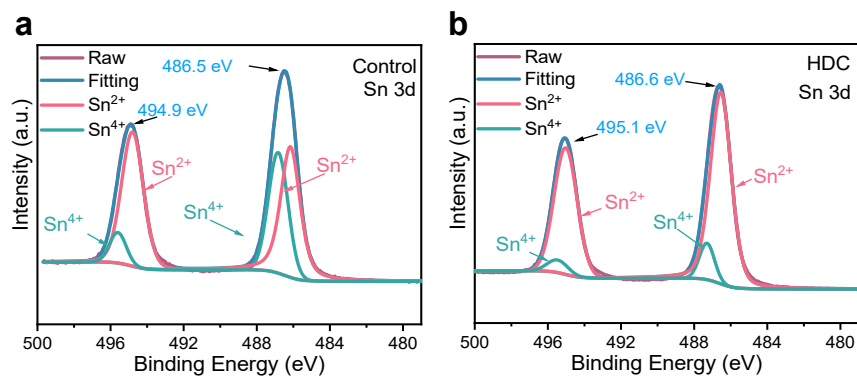 a
Raw
Fitting
Sn2+
Sn4+
486.5 eV
Control
Sn 3d
494.9 eV
Sn2+
Sn2+
Sn4+
Sn4+
Intensity (a.u.)
500 496 492 488 484 480
Binding Energy (eV)
b
Raw
Fitting
Sn2+
Sn4+
486.6 eV
HDC
Sn 3d
495.1 eV
Sn2+
Sn2+
Sn4+
Sn4+
Intensity (a.u.)
500 496 492 488 484 480
Binding Energy (eV)